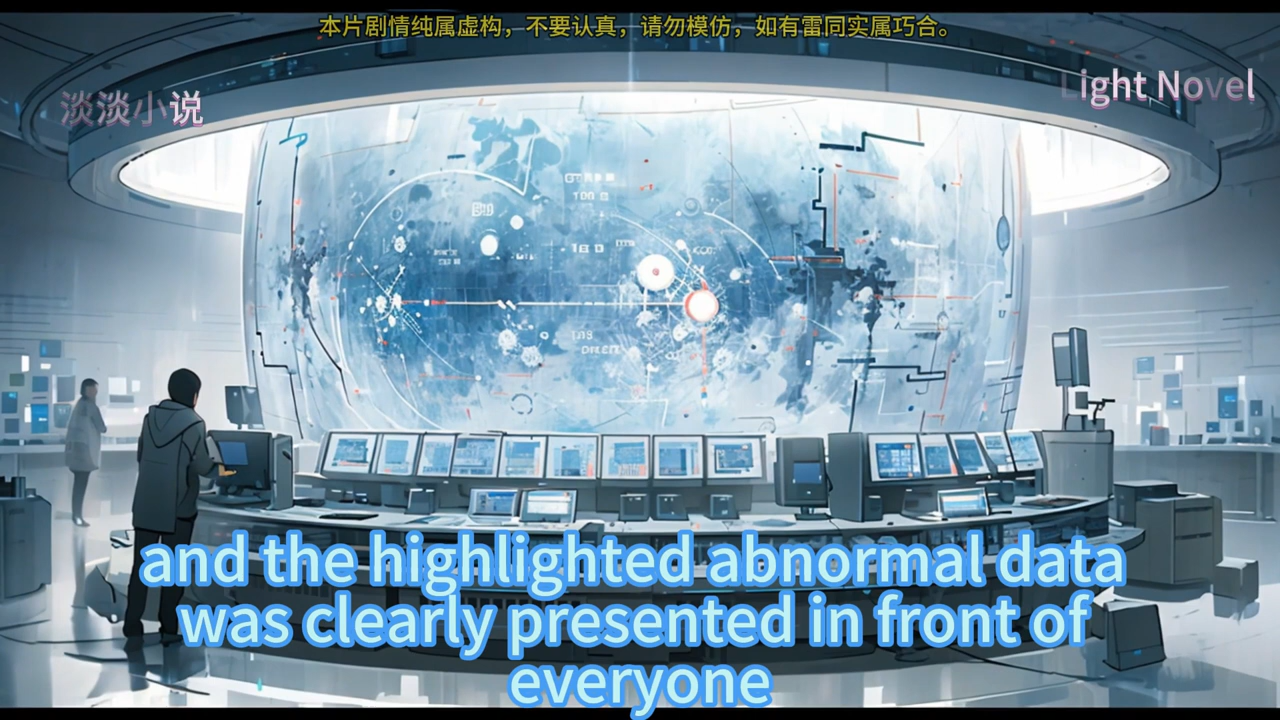 本片剧情纯属虚构，不要认真，请勿模仿，如有雷同实属巧合。
淡淡小说
Light Novel
and the highlighted abnormal data
was clearly presented in front of
everyone